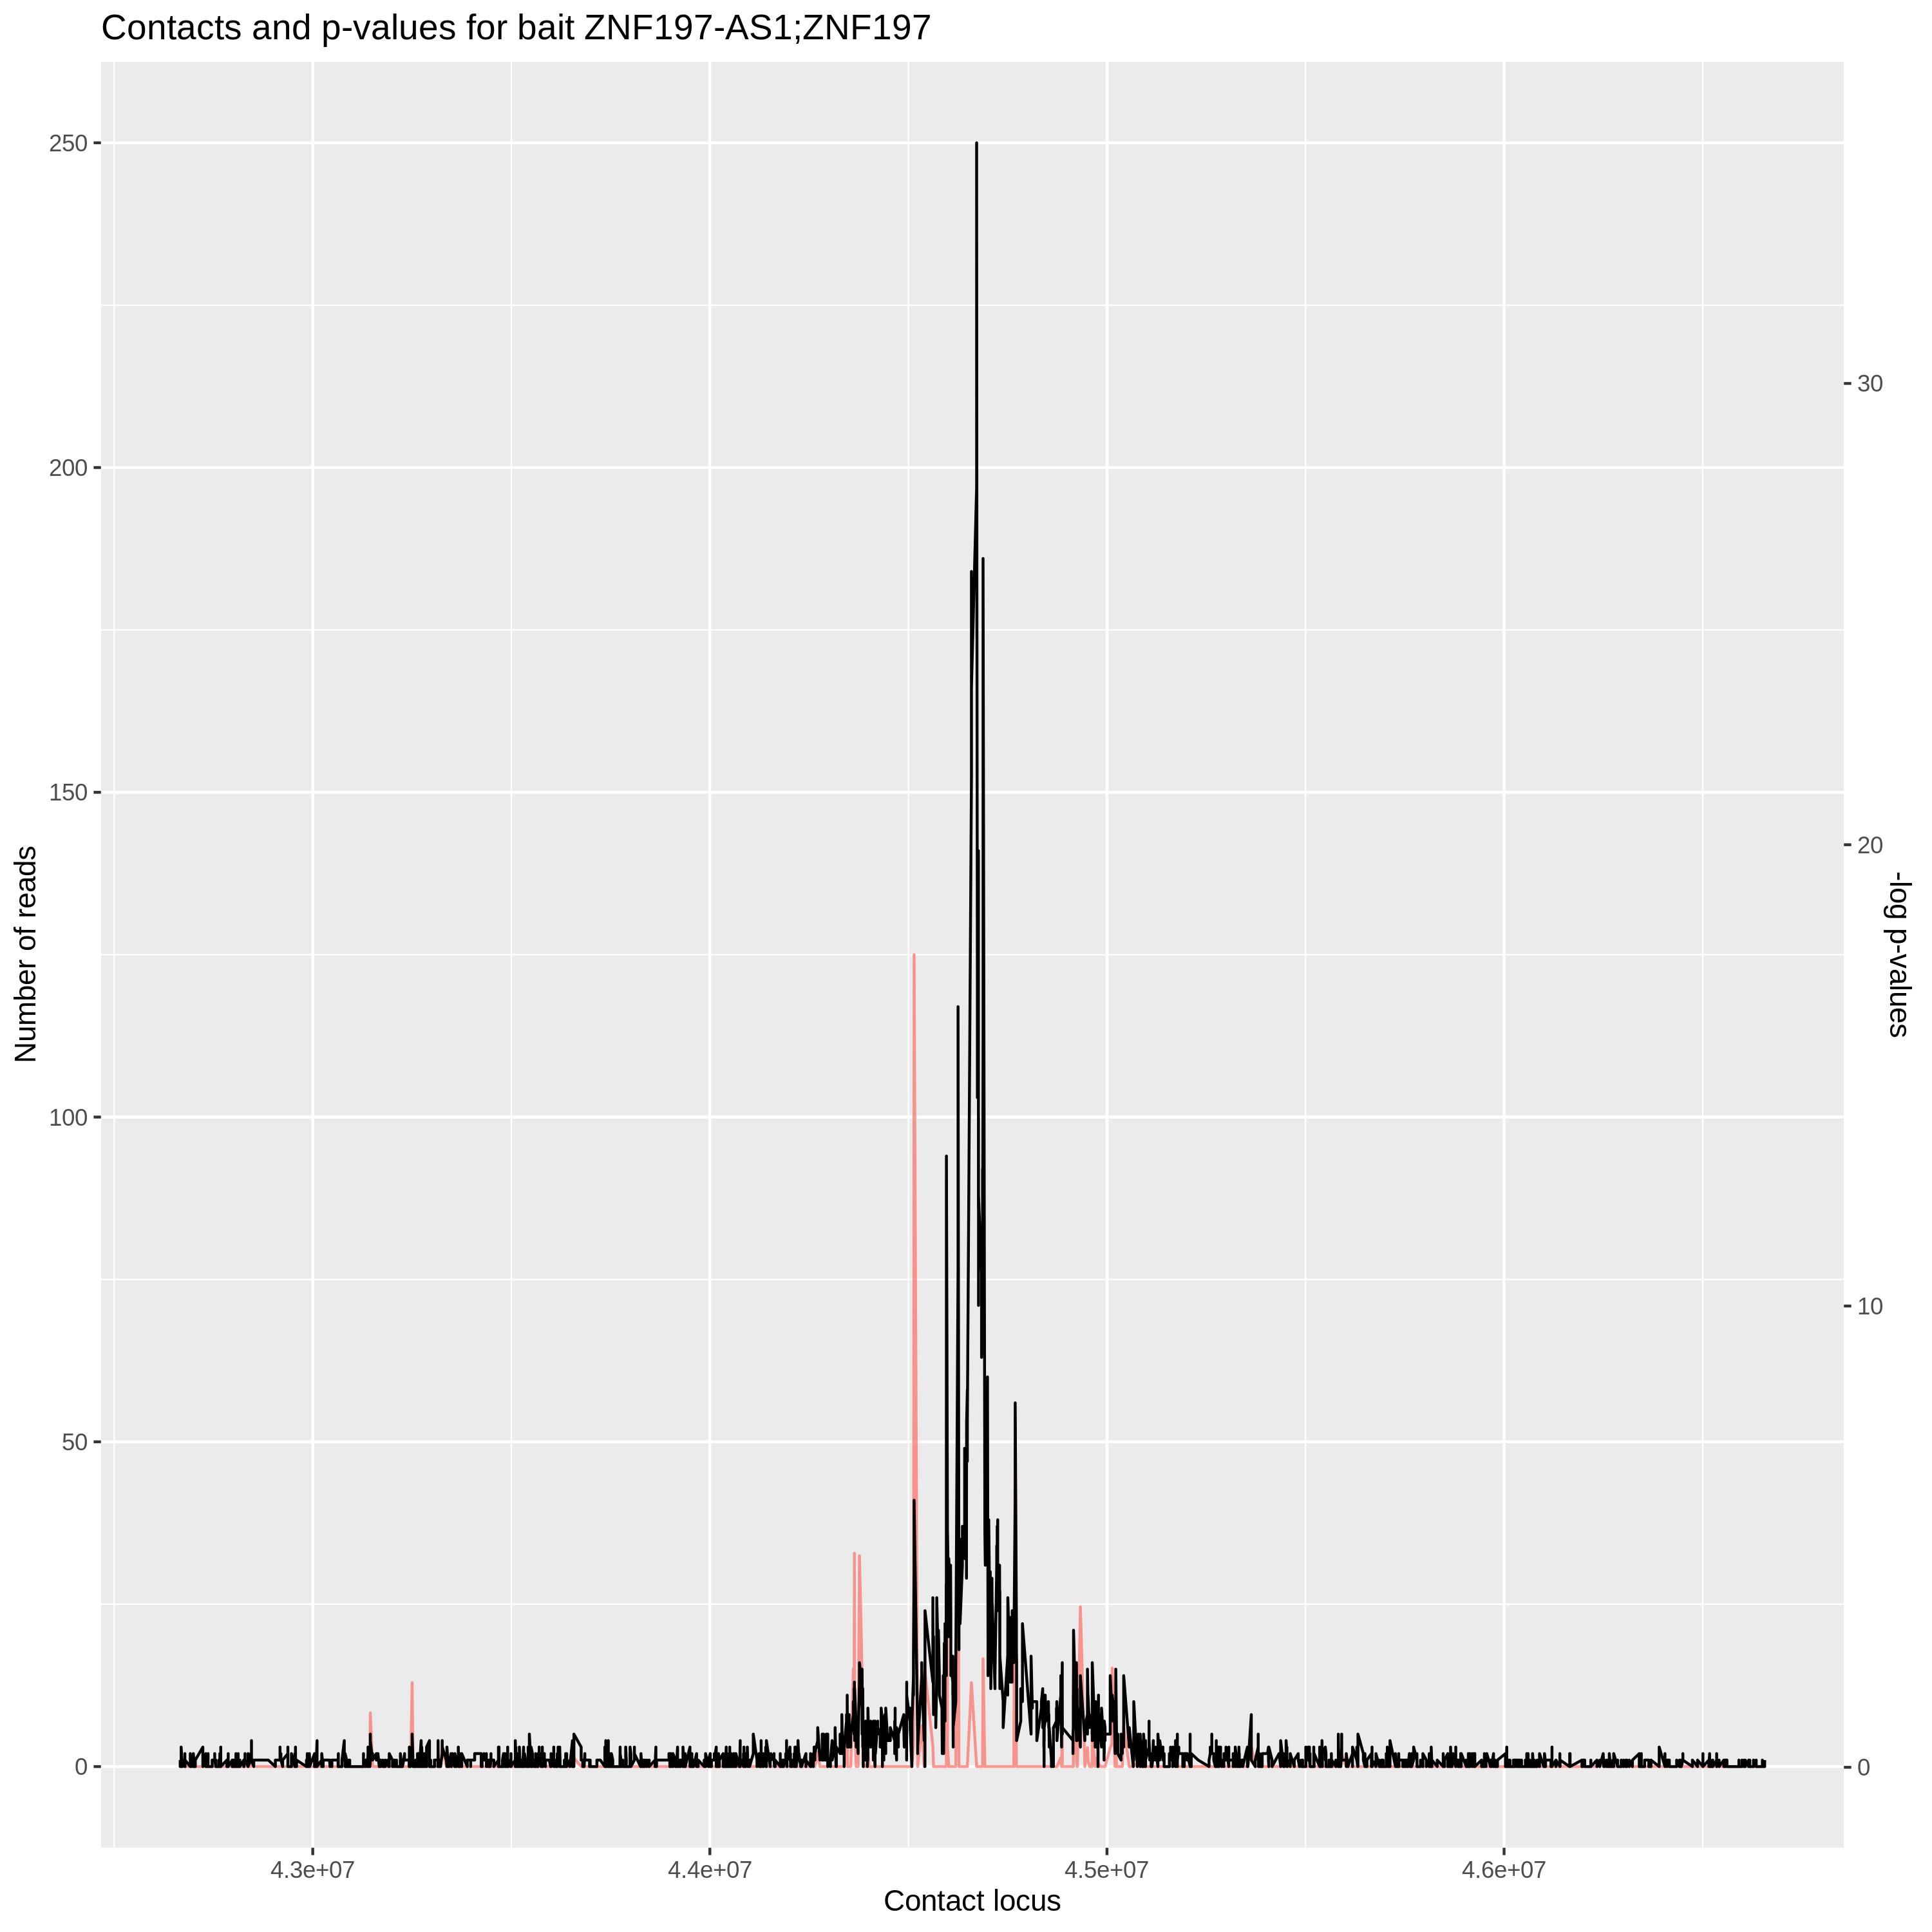 Contacts and p-values for bait ZNF197-AS1;ZNF197
250
200
150
100
50
0
Number of reads
30
20
10
0
-log p-values
4.3e+07
4.4e+07
4.5e+07
4.6e+07
Contact locus